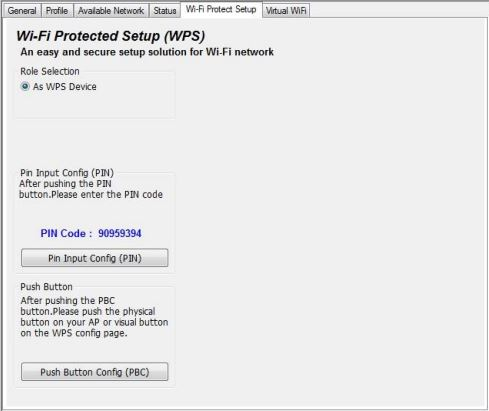 General Profile Available Network Status Wi-Fi Protect Setup Virtual WiFi
Wi-Fi Protected Setup (WPS)
An easy and secure setup solution for Wi-Fi network
Role Selection
As WPS Device
Pin Input Config (PIN)
After pushing the PIN
button.Please enter the PIN code
PIN Code : 90959394
Pin Input Config (PIN)
Push Button
After pushing the PBC
button.Please push the physical
button on your AP or visual button
on the WPS config page.
Push Button Config (PBC)